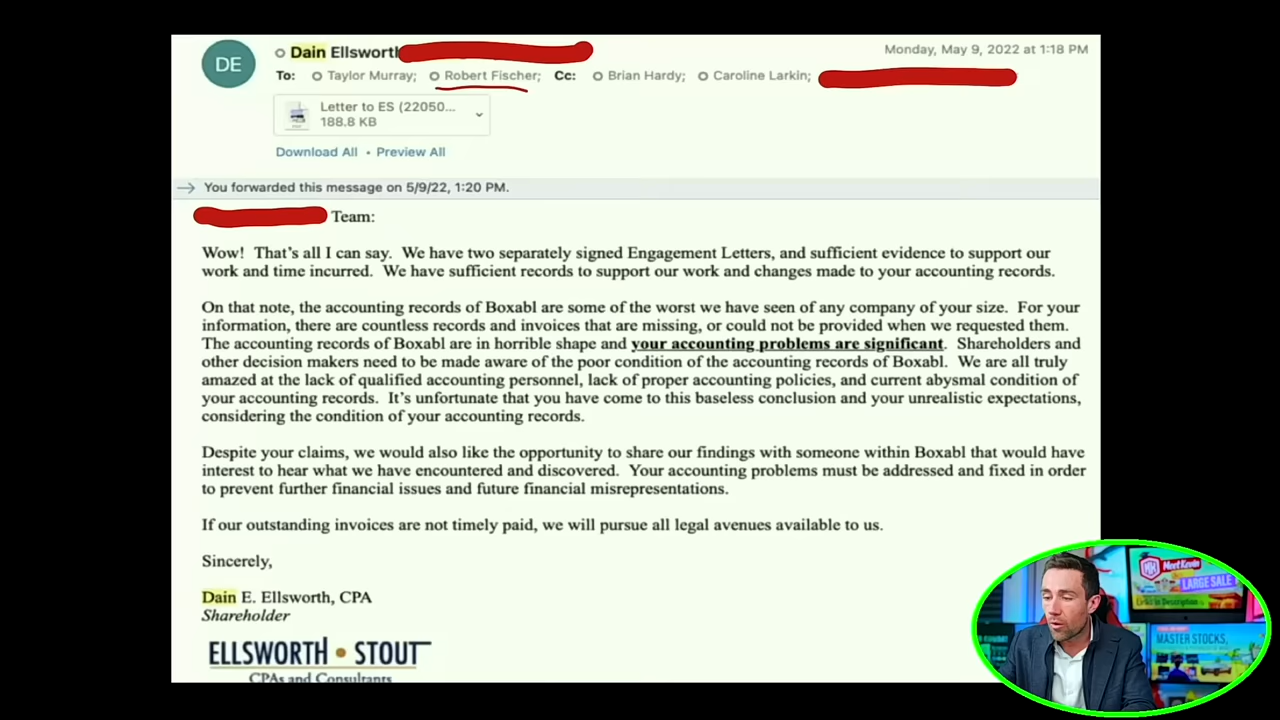 DE
Dain Ellsworth
Monday, May 9, 2022 at 1:18 PM
To: Taylor Murray; Robert Fischer; Cc: Brian Hardy; Caroline Larkin;
Letter to ES (22050...
188.8 KB
Download All • Preview All
You forwarded this message on 5/9/22, 1:20 PM.
Team:
Wow! That's all I can say. We have two separately signed Engagement Letters, and sufficient evidence to support our
work and time incurred. We have sufficient records to support our work and changes made to your accounting records.
On that note, the accounting records of Boxabl are some of the worst we have seen of any company of your size. For your
information, there are countless records and invoices that are missing, or could not be provided when we requested them.
The accounting records of Boxabl are in horrible shape and your accounting problems are significant. Shareholders and
other decision makers need to be made aware of the poor condition of the accounting records of Boxabl. We are all truly
amazed at the lack of qualified accounting personnel, lack of proper accounting policies, and current abysmal condition of
your accounting records. It's unfortunate that you have come to this baseless conclusion and your unrealistic expectations,
considering the condition of your accounting records.
Despite your claims, we would also like the opportunity to share our findings with someone within Boxabl that would have
interest to hear what we have encountered and discovered. Your accounting problems must be addressed and fixed in order
to prevent further financial issues and future financial misrepresentations.
If our outstanding invoices are not timely paid, we will pursue all legal avenues available to us.
Sincerely,
Dain E. Ellsworth, CPA
Shareholder
ELLSWORTH • STOUT
CPAs and Consultants
Meet Kevin
LARGE SALE
Links in Description
MASTER STOCKS,